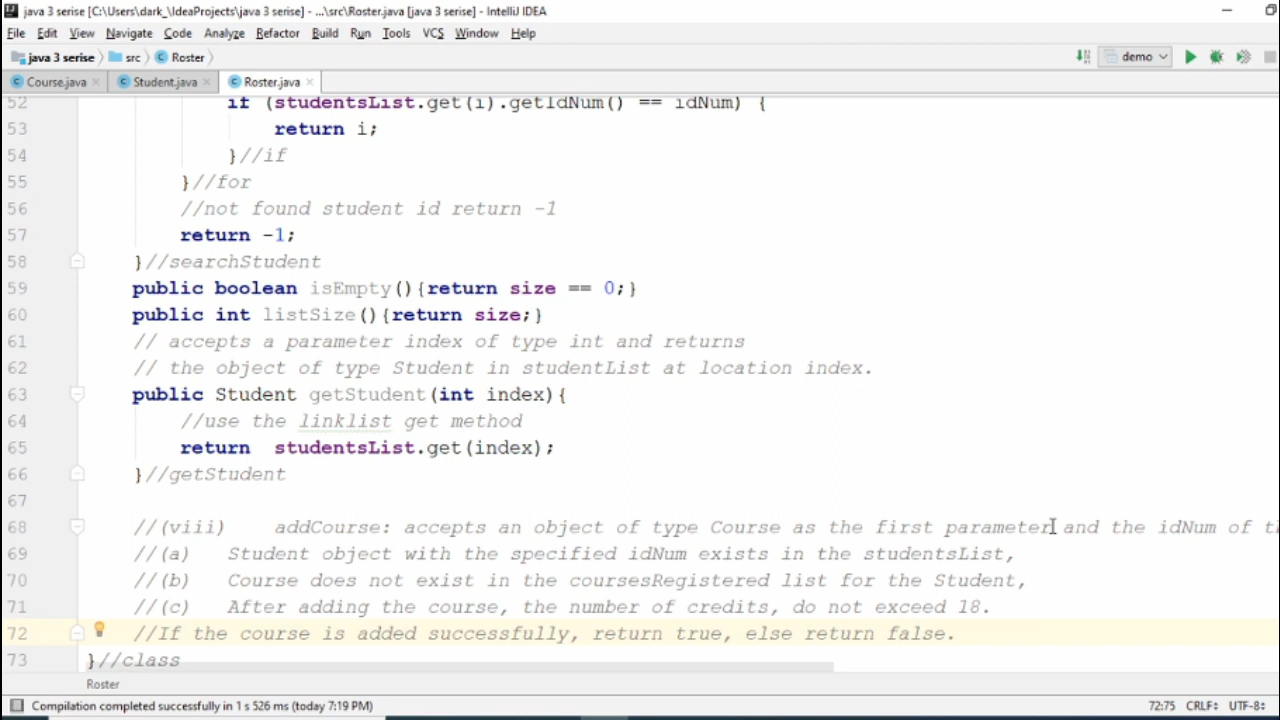 java 3 serise [C:\Users\dark_\IdeaProjects\java 3 serise] - ...\src\Roster.java [java 3 serise] - IntelliJ IDEA
File Edit View Navigate Code Analyze Refactor Build Run Tools VCS Window Help
java 3 serise src Roster demo
Course.java Student.java Roster.java
52 if (studentsList.get(i).getIdNum() == idNum) {
53 return i;
54 }//if
55 }//for
56 //not found student id return -1
57 return -1;
58 }//searchStudent
59 public boolean isEmpty(){return size == 0;}
60 public int listSize(){return size;}
61 // accepts a parameter index of type int and returns
62 // the object of type Student in studentList at location index.
63 public Student getStudent(int index){
64 //use the linklist get method
65 return studentsList.get(index);
66 }//getStudent
67
68 //(viii) addCourse: accepts an object of type Course as the first parameter and the idNum of
69 //(a) Student object with the specified idNum exists in the studentsList,
70 //(b) Course does not exist in the coursesRegistered list for the Student,
71 //(c) After adding the course, the number of credits, do not exceed 18.
72 //If the course is added successfully, return true, else return false.
73 }//class
Roster
Compilation completed successfully in 1 s 526 ms (today 7:19 PM) 72:75 CRLF UTF-8